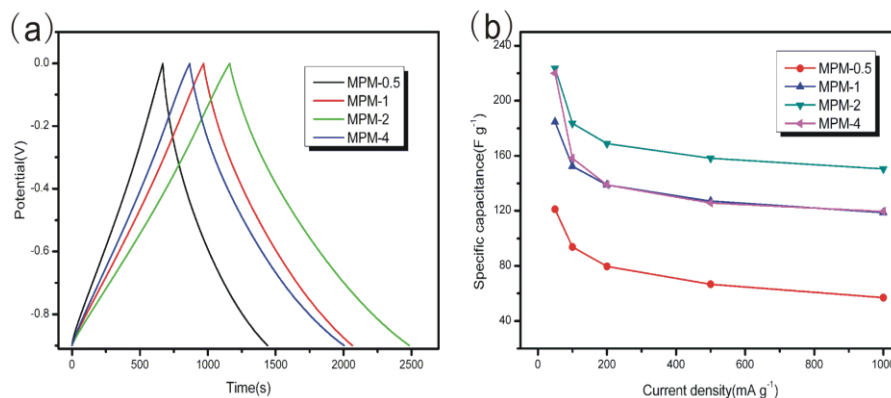 (a)
0.0
-0.2
-0.4
-0.6
-0.8
Potential(V)
MPM-0.5
MPM-1
MPM-2
MPM-4
0 500 1000 1500 2000 2500
Time(s)
(b)
240
200
160
120
80
40
Specific capacitance(F g-1)
MPM-0.5
MPM-1
MPM-2
MPM-4
0 200 400 600 800 1000
Current density(mA g-1)